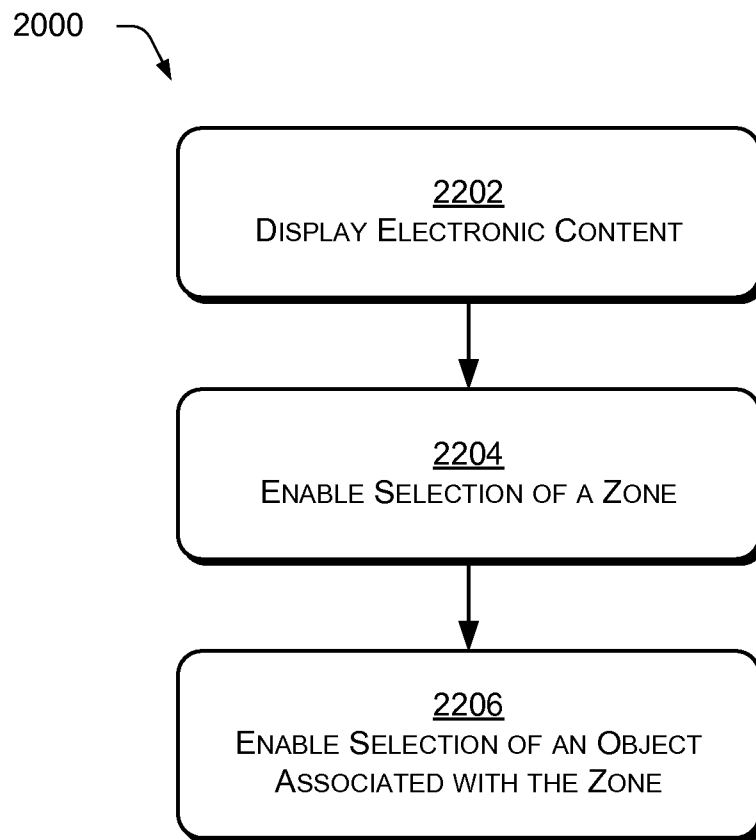 2000
2202
DISPLAY ELECTRONIC CONTENT
2204
ENABLE SELECTION OF A ZONE
2206
ENABLE SELECTION OF AN OBJECT
ASSOCIATED WITH THE ZONE